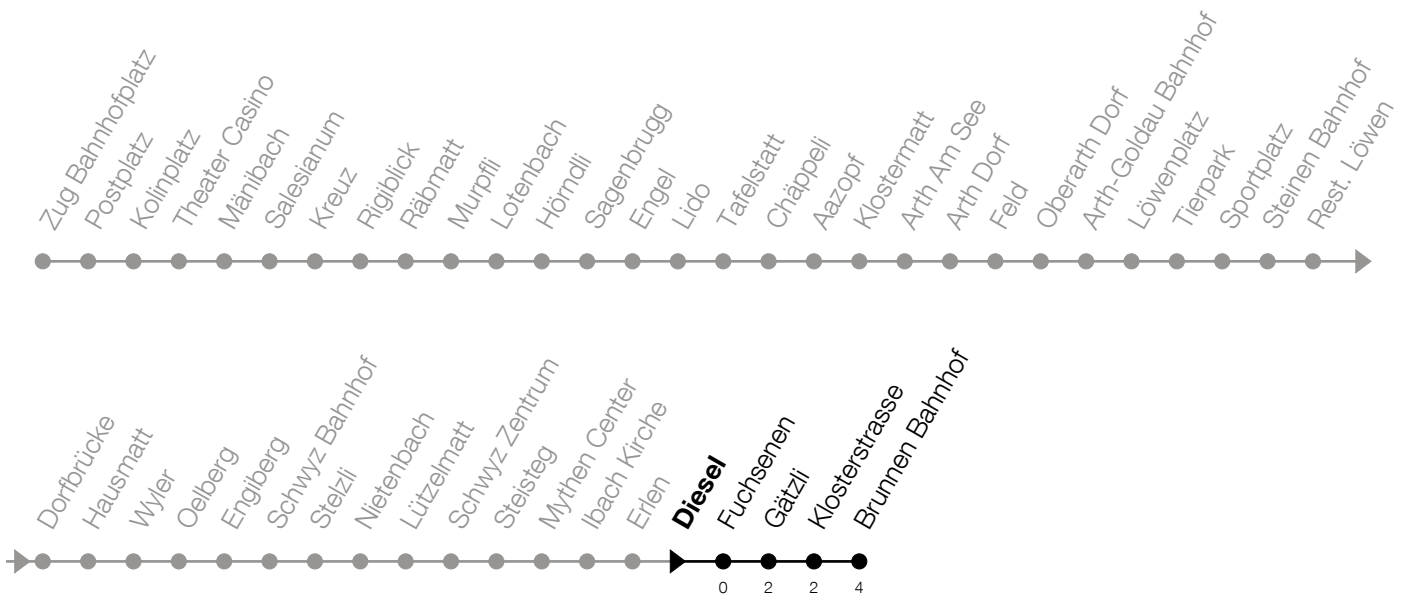 Zug Bahnhofplatz
Postplatz
Kolinplatz
Theater Casino
Mänibach
Salesianum
Kreuz
Rigiblick
Räbmatt
Murpfli
Lotenbach
Hörndli
Sagenbrugg
Engel
Lido
Tafelstatt
Chäppeli
Aazopf
Klostermatt
Arth Am See
Arth Dorf
Feld
Oberarth Dorf
Arth-Goldau Bahnhof
Löwenplatz
Tierpark
Sportplatz
Steinen Bahnhof
Rest. Löwen
Dorfbrücke
Hausmatt
Wyler
Oelberg
Engiberg
Schwyz Bahnhof
Stelzli
Nietenbach
Lützelmatt
Schwyz Zentrum
Steisteg
Mythen Center
Ibach Kirche
Erlen
Diesel
Fuchsenen
Gätzli
Klosterstrasse
Brunnen Bahnhof
0 2 2 4